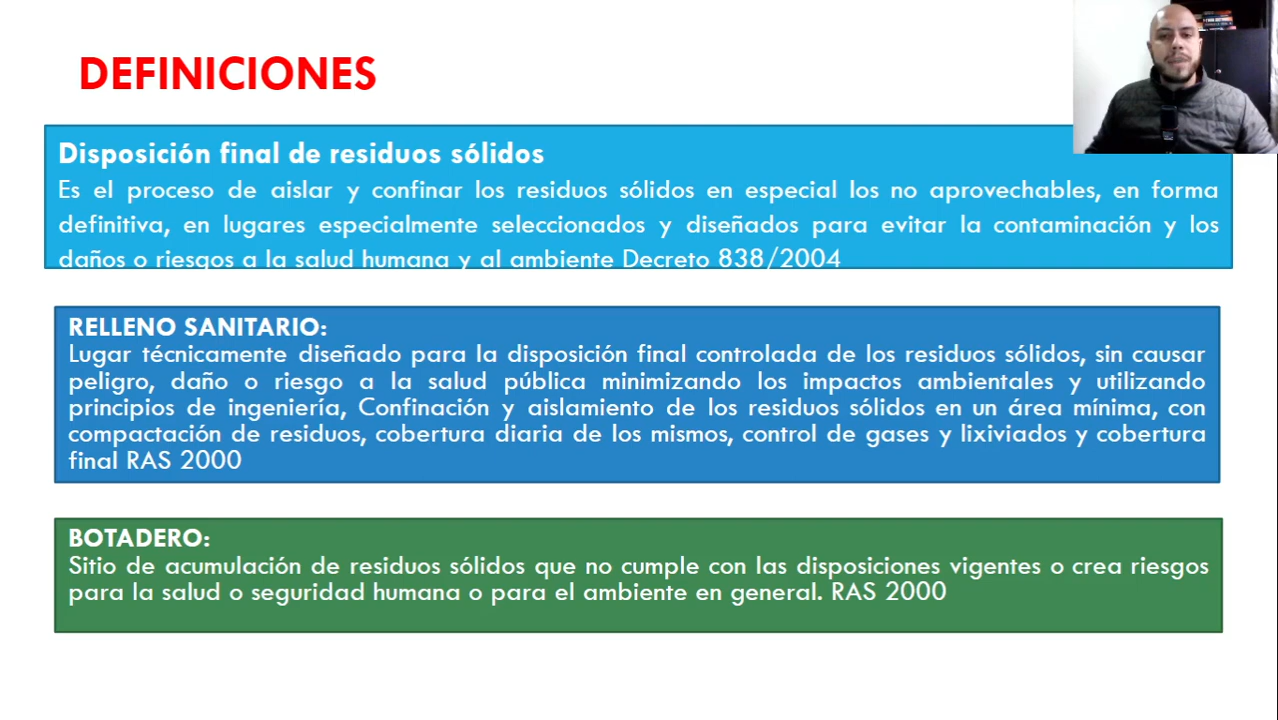 DEFINICIONES
Disposición final de residuos sólidos
Es el proceso de aislar y confinar los residuos sólidos en especial los no aprovechables, en forma
definitiva, en lugares especialmente seleccionados y diseñados para evitar la contaminación y los
daños o riesgos a la salud humana y al ambiente Decreto 838/2004
RELLENO SANITARIO:
Lugar técnicamente diseñado para la disposición final controlada de los residuos sólidos, sin causar
peligro, daño o riesgo a la salud pública minimizando los impactos ambientales y utilizando
principios de ingeniería, Confinación y aislamiento de los residuos sólidos en un área mínima, con
compactación de residuos, cobertura diaria de los mismos, control de gases y lixiviados y cobertura
final RAS 2000
BOTADERO:
Sitio de acumulación de residuos sólidos que no cumple con las disposiciones vigentes o crea riesgos
para la salud o seguridad humana o para el ambiente en general. RAS 2000